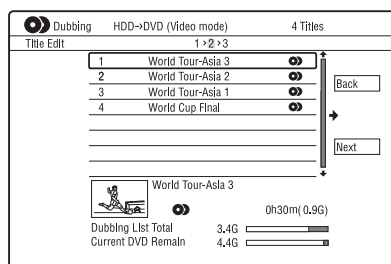 Dubbing HDD→DVD (Video mode) 4 Titles
Title Edit 1›2›3
1 World Tour-Asia 3
2 World Tour-Asia 2
3 World Tour-Asia 1
4 World Cup Final
Back
Next
World Tour-Asia 3
0h30m(0.9G)
Dubbing List Total 3.4G
Current DVD Remain 4.4G